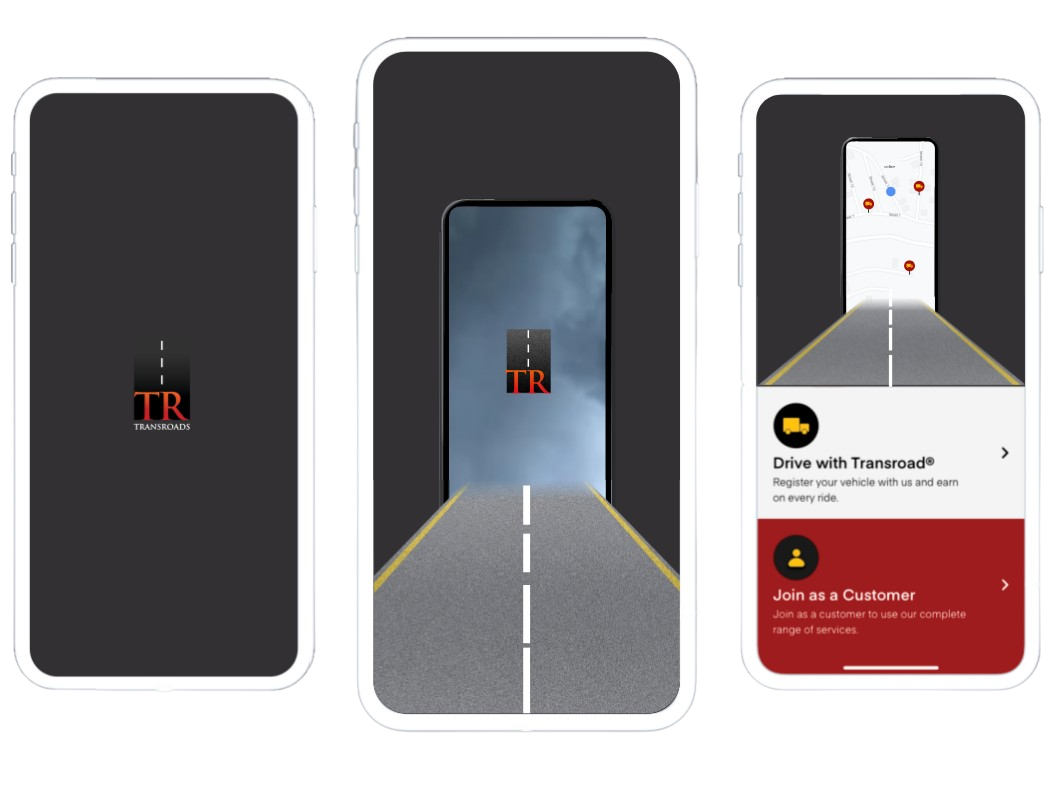 TR
TRANSROADS
TR
Drive with Transroad®
Register your vehicle with us and earn
on every ride.
Join as a Customer
Join as a customer to use our complete
range of services.